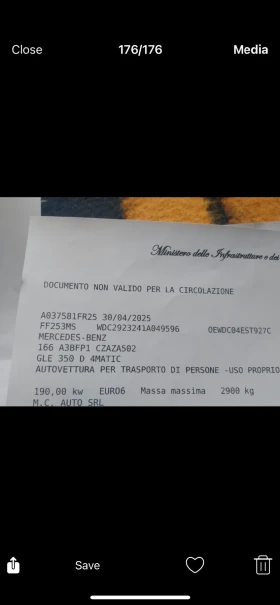 Close 176/176 Media
Ministero delle Infrastrutture e dei
DOCUMENTO NON VALIDO PER LA CIRCOLAZIONE
A037581FR25 30/04/2025
FF253MS WDC2923241A049596 OEWDC04EST927C
MERCEDES-BENZ
166 A3BFP1 CZAZA502
GLE 350 D 4MATIC
AUTOVETTURA PER TRASPORTO DI PERSONE -USO PROPRIO
190,00 kw EURO6 Massa massima 2900 kg
M.C. AUTO SRL
Save